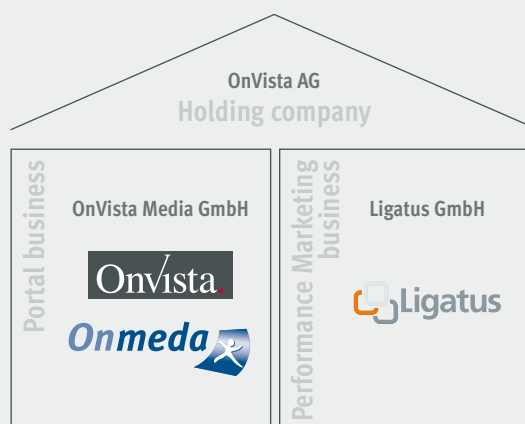 OnVista AG
Holding company
Portal business
OnVista Media GmbH
Onvista.
Onmeda
Performance Marketing
business
Ligatus GmbH
Ligatus